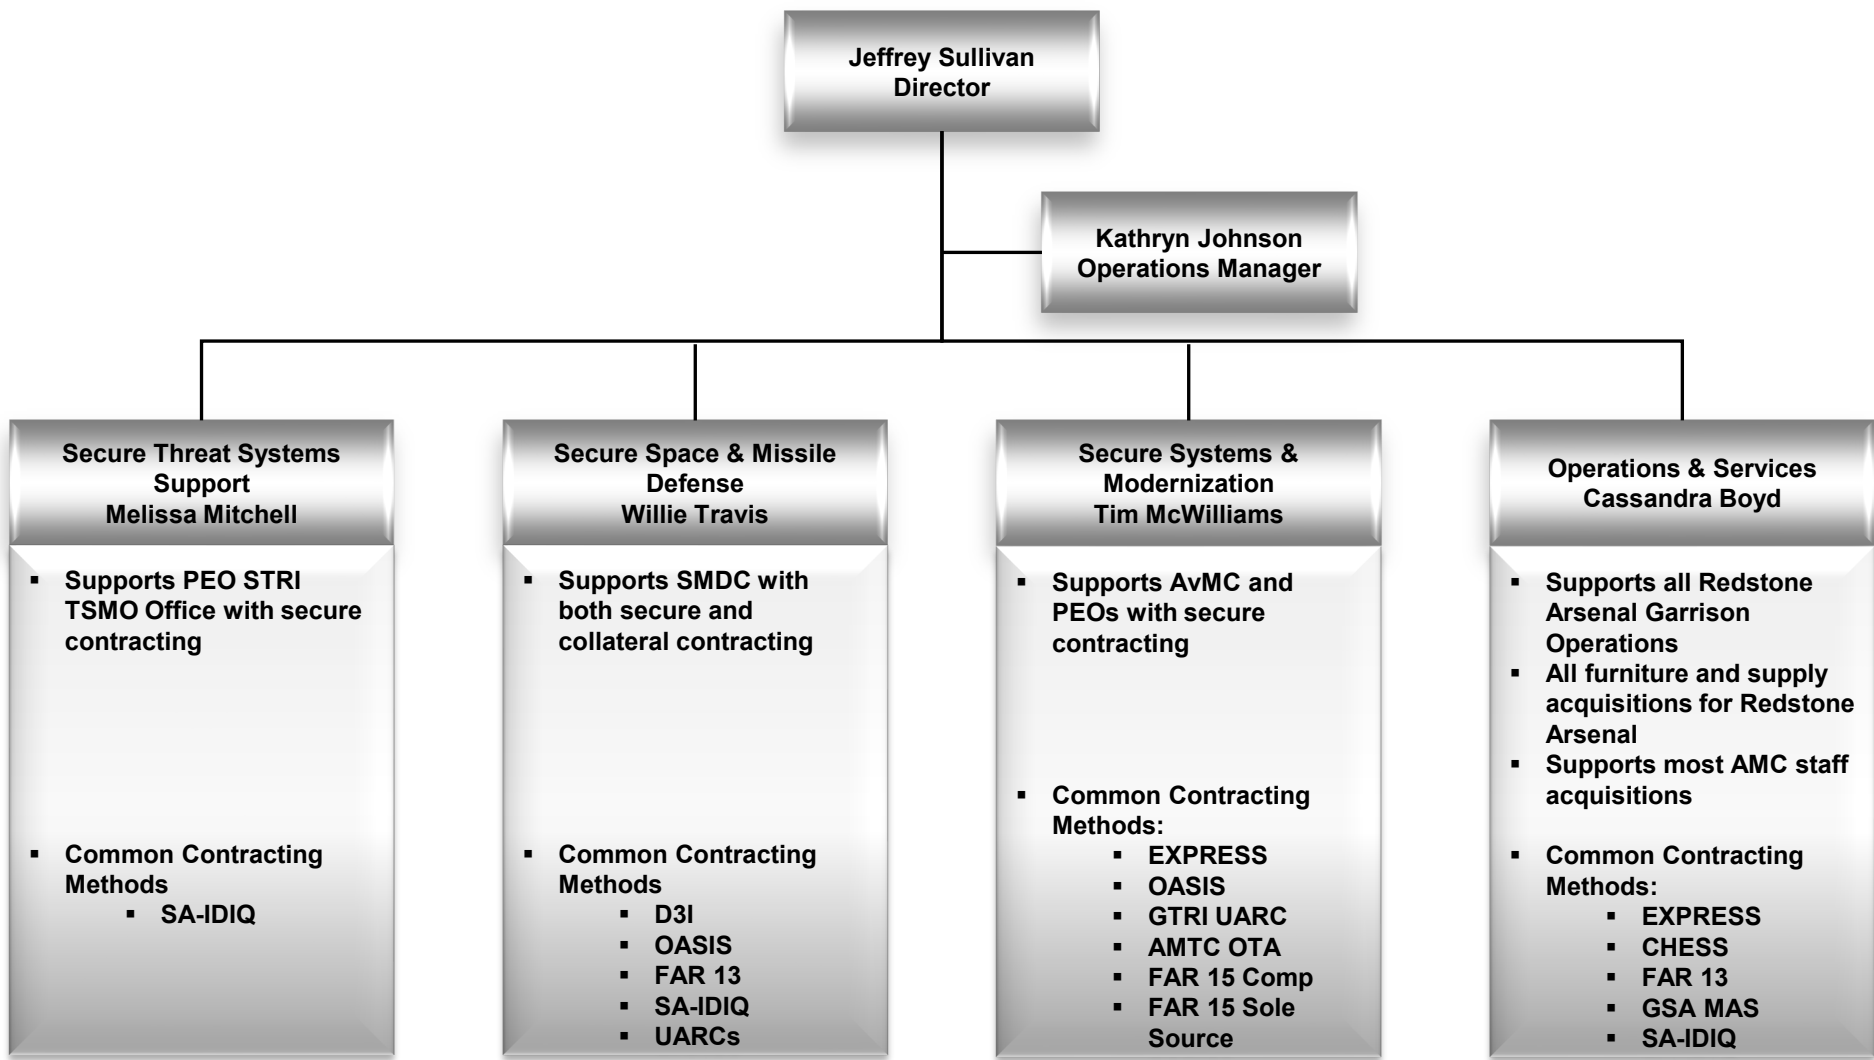 Jeffrey Sullivan
Director
Kathryn Johnson
Operations Manager
Secure Threat Systems
Support
Melissa Mitchell
▪ Supports PEO STRI
TSMO Office with secure
contracting
▪ Common Contracting
Methods
▪ SA-IDIQ
Secure Space & Missile
Defense
Willie Travis
▪ Supports SMDC with
both secure and
collateral contracting
▪ Common Contracting
Methods
▪ D3I
▪ OASIS
▪ FAR 13
▪ SA-IDIQ
▪ UARCs
Secure Systems &
Modernization
Tim McWilliams
▪ Supports AvMC and
PEOs with secure
contracting
▪ Common Contracting
Methods:
▪ EXPRESS
▪ OASIS
▪ GTRI UARC
▪ AMTC OTA
▪ FAR 15 Comp
▪ FAR 15 Sole
Source
Operations & Services
Cassandra Boyd
▪ Supports all Redstone
Arsenal Garrison
Operations
▪ All furniture and supply
acquisitions for Redstone
Arsenal
▪ Supports most AMC staff
acquisitions
▪ Common Contracting
Methods:
▪ EXPRESS
▪ CHESS
▪ FAR 13
▪ GSA MAS
▪ SA-IDIQ